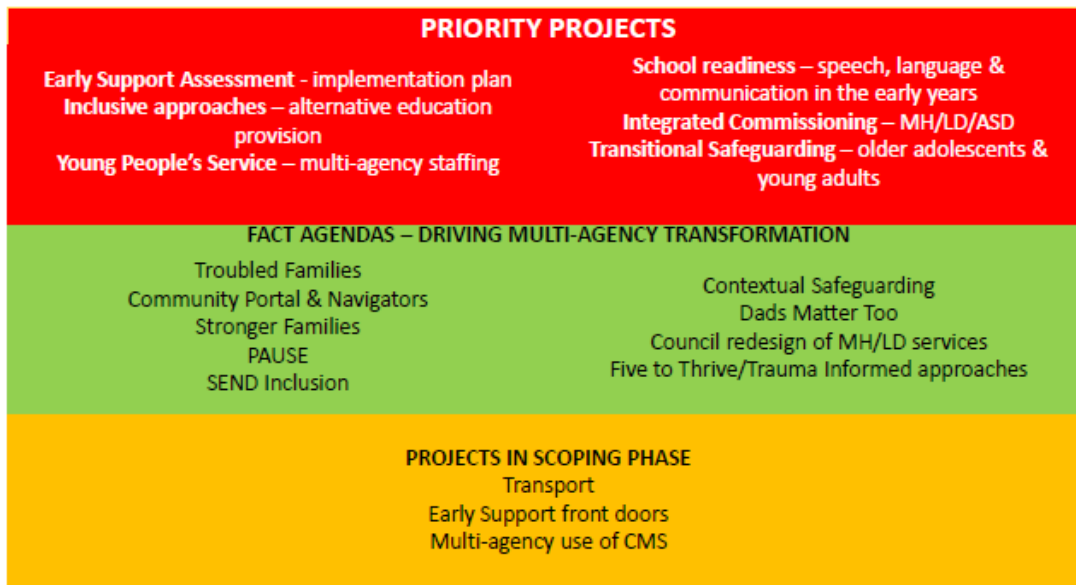 PRIORITY PROJECTS
Early Support Assessment - implementation plan
Inclusive approaches – alternative education
provision
Young People's Service – multi-agency staffing
School readiness – speech, language &
communication in the early years
Integrated Commissioning – MH/LD/ASD
Transitional Safeguarding – older adolescents &
young adults
FACT AGENDAS – DRIVING MULTI-AGENCY TRANSFORMATION
Troubled Families
Community Portal & Navigators
Stronger Families
PAUSE
SEND Inclusion
Contextual Safeguarding
Dads Matter Too
Council redesign of MH/LD services
Five to Thrive/Trauma Informed approaches
PROJECTS IN SCOPING PHASE
Transport
Early Support front doors
Multi-agency use of CMS